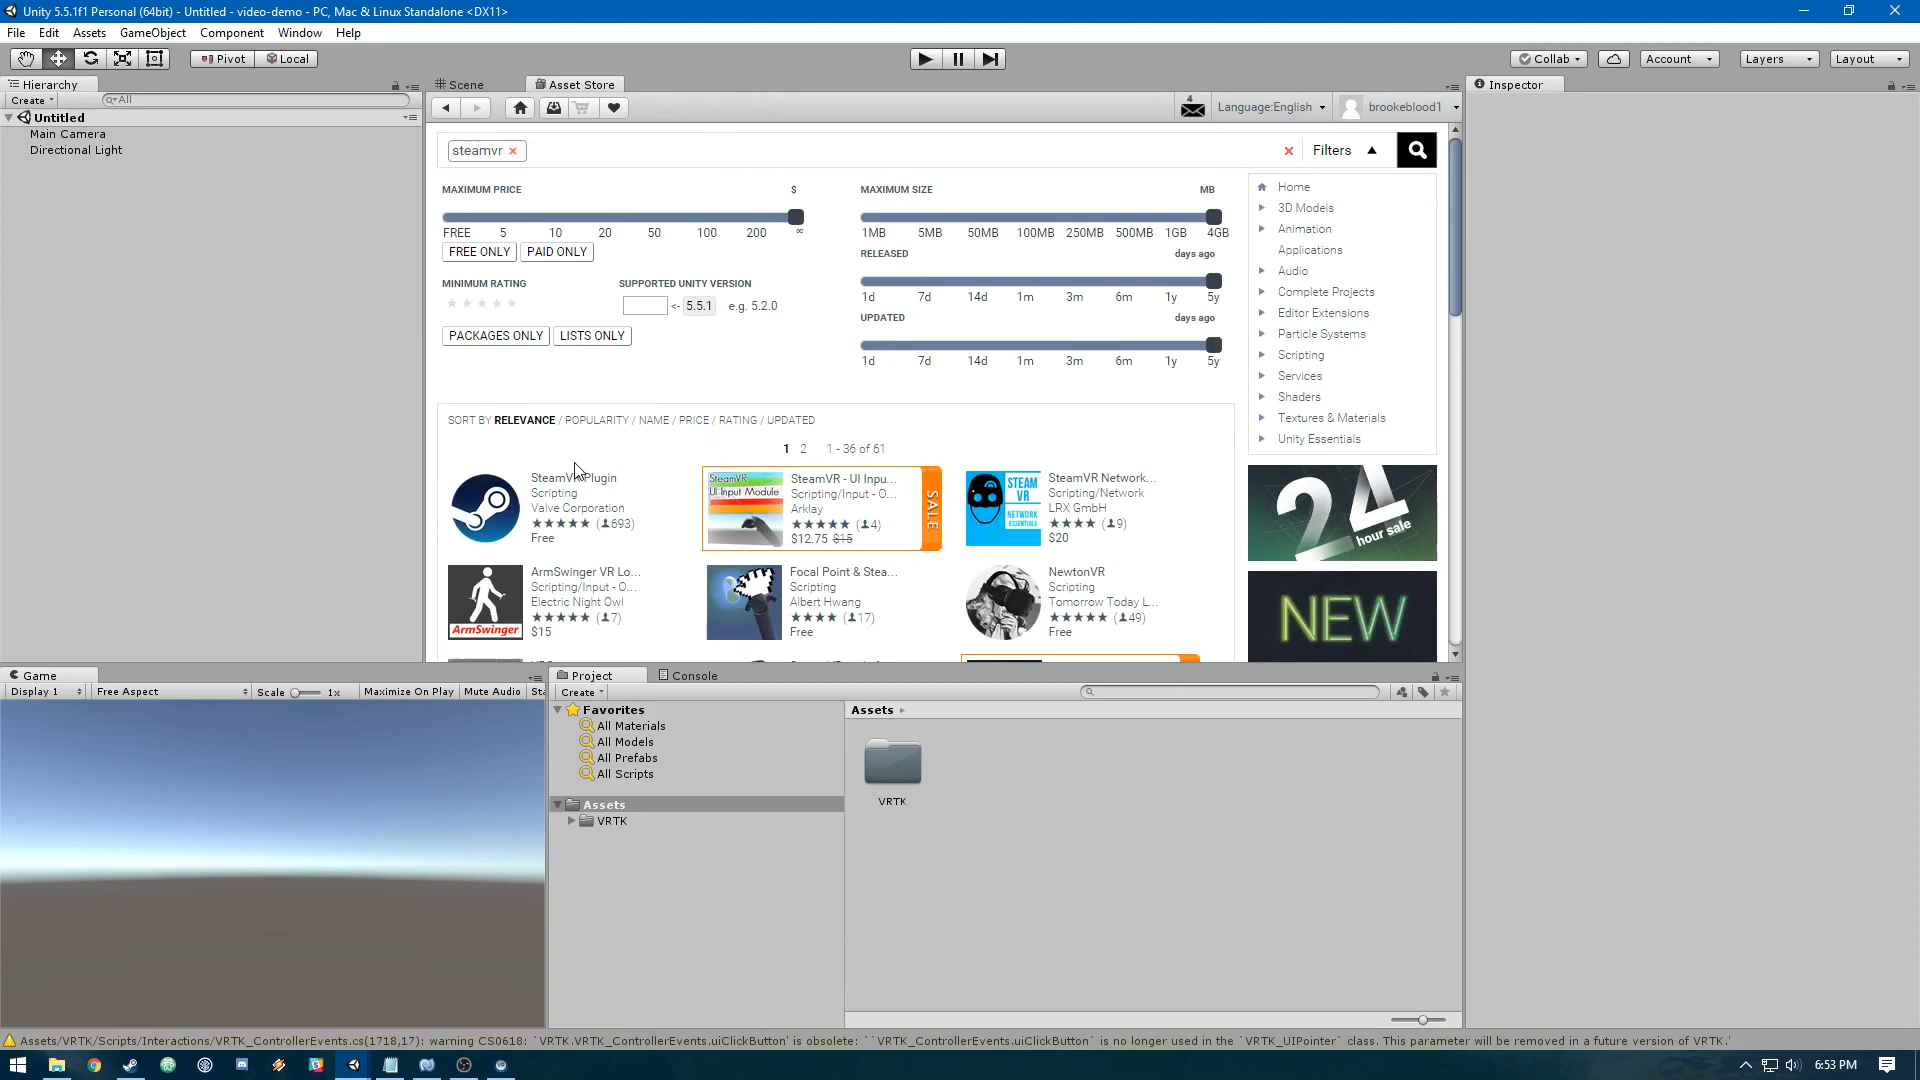 Unity 5.5.1f1 Personal (64bit) - Untitled - video-demo - PC, Mac & Linux Standalone <DX11>
File Edit Assets GameObject Component Window Help
Pivot Local Collab Account Layers Layout
Hierarchy
Create All
Untitled
Main Camera
Directional Light
Scene Asset Store
4 Language:English brookeblood1
steamvr × × Filters
MAXIMUM PRICE $
FREE 5 10 20 50 100 200 ∞
FREE ONLY PAID ONLY
MINIMUM RATING SUPPORTED UNITY VERSION
<- 5.5.1 e.g. 5.2.0
PACKAGES ONLY LISTS ONLY
MAXIMUM SIZE MB
1MB 5MB 50MB 100MB 250MB 500MB 1GB 4GB
RELEASED days ago
1d 7d 14d 1m 3m 6m 1y 5y
UPDATED days ago
1d 7d 14d 1m 3m 6m 1y 5y
Home
3D Models
Animation
Applications
Audio
Complete Projects
Editor Extensions
Particle Systems
Scripting
Services
Shaders
Textures & Materials
Unity Essentials
SORT BY RELEVANCE / POPULARITY / NAME / PRICE / RATING / UPDATED
1 2 1 - 36 of 61
SteamVR Plugin
Scripting
Valve Corporation
★★★★★ (693)
Free
SteamVR
UI Input Module
SteamVR - UI Inpu...
Scripting/Input - O...
Arklay
★★★★★ (4)
$12.75 $15
SALE
STEAM
VR
NETWORK
ESSENTIALS
SteamVR Network...
Scripting/Network
LRX GmbH
★★★★ (9)
$20
ArmSwinger
ArmSwinger VR Lo...
Scripting/Input - O...
Electric Night Owl
★★★★★ (7)
$15
Focal Point & Stea...
Scripting
Albert Hwang
★★★★ (17)
Free
NewtonVR
Scripting
Tomorrow Today L...
★★★★★ (49)
Free
24
hour sale
NEW
Inspector
Game
Display 1 Free Aspect Scale 1x Maximize On Play Mute Audio Sta
Project Console
Create
Favorites
All Materials
All Models
All Prefabs
All Scripts
Assets
VRTK
Assets
VRTK
Assets/VRTK/Scripts/Interactions/VRTK_ControllerEvents.cs(1718,17): warning CS0618: `VRTK.VRTK_ControllerEvents.uiClickButton' is obsolete: ``VRTK_ControllerEvents.uiClickButton` is no longer used in the `VRTK_UIPointer` class. This parameter will be removed in a future version of VRTK.'
6:53 PM